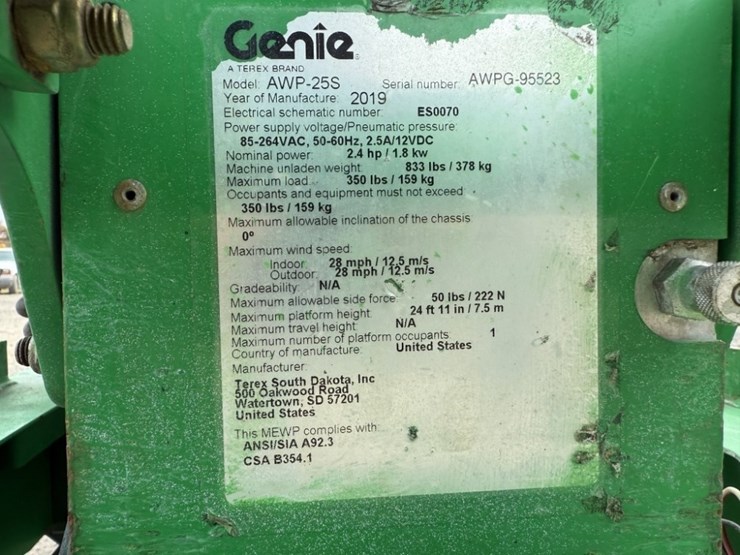 Genie
A TEREX BRAND
Model: AWP-25S Serial number: AWPG-95523
Year of Manufacture: 2019
Electrical schematic number: ES0070
Power supply voltage/Pneumatic pressure:
85-264VAC, 50-60Hz, 2.5A/12VDC
Nominal power: 2.4 hp / 1.8 kw
Machine unladen weight: 833 lbs / 378 kg
Maximum load: 350 lbs / 159 kg
Occupants and equipment must not exceed:
350 lbs / 159 kg
Maximum allowable inclination of the chassis:
0º
Maximum wind speed:
Indoor: 28 mph / 12.5 m/s
Outdoor: 28 mph / 12.5 m/s
Gradeability: N/A
Maximum allowable side force: 50 lbs / 222 N
Maximum platform height: 24 ft 11 in / 7.5 m
Maximum travel height: N/A
Maximum number of platform occupants: 1
Country of manufacture: United States
Manufacturer:
Terex South Dakota, Inc
500 Oakwood Road
Watertown, SD 57201
United States
This MEWP complies with:
ANSI/SIA A92.3
CSA B354.1